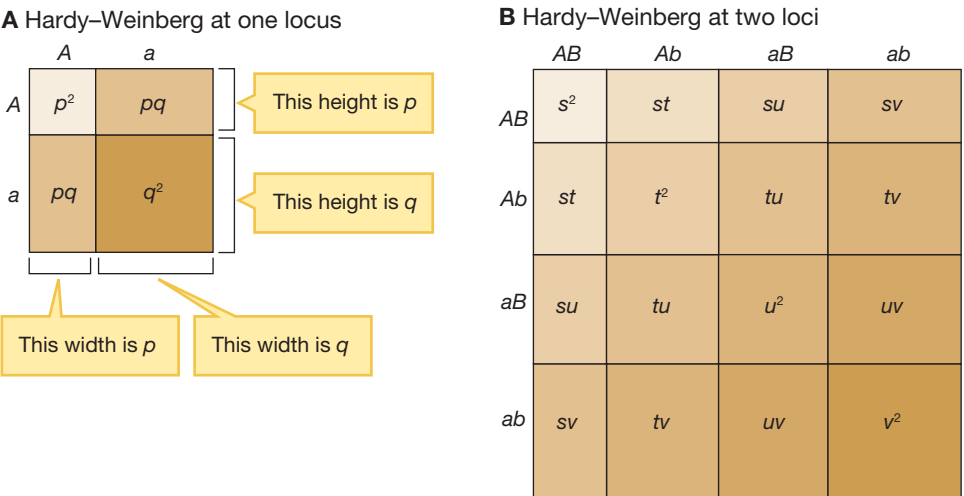 A Hardy–Weinberg at one locus
A a
A p² pq
This height is p
a pq q²
This height is q
This width is p
This width is q
B Hardy–Weinberg at two loci
AB Ab aB ab
AB s² st su sv
Ab st t² tu tv
aB su tu u² uv
ab sv tv uv v²